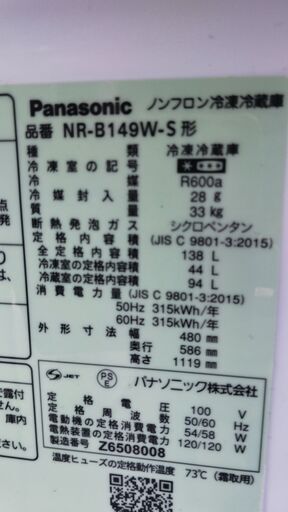 Panasonic ノンフロン冷凍冷蔵庫
品番 NR-B149W-S形
種類 冷凍冷蔵庫
冷凍室の記号
冷媒 R600a
冷媒封入量 28 g
質量 33 kg
断熱発泡ガス シクロペンタン
定格内容積 (JIS C 9801-3:2015)
全定格内容積 138 L
冷凍室の定格内容積 44 L
冷蔵室の定格内容積 94 L
消費電力量 (JIS C 9801-3:2015)
50Hz 315kWh/年
60Hz 315kWh/年
外形寸法 幅 480 mm
奥行 586 mm
高さ 1119 mm
JET PSE パナソニック株式会社
定格電圧 100 V
定格周波数 50/60 Hz
電動機の定格消費電力 54/58 W
電熱装置の定格消費電力 120/120 W
製造番号 Z6508008
温度ヒューズの定格動作温度 73℃(霜取用)